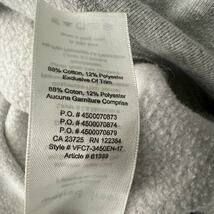 88% Cotton, 12% Polyester
Exclusive Of Trim
88% Coton, 12% Polyester
Aucune Garniture Comprise
P.O. # 4500070873
P.O. # 4500070874
P.O. # 4500070879
CA 23725 RN 122384
Style # VFC7-3450EH-17
Article # 61399